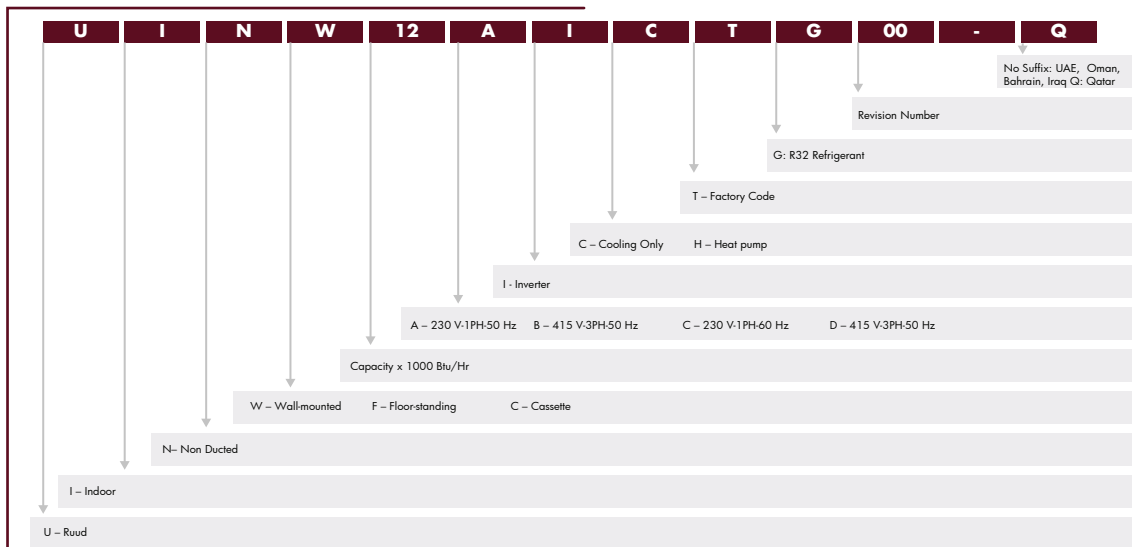 U I N W 12 A I C T G 00 - Q
No Suffix: UAE, Oman,
Bahrain, Iraq Q: Qatar
Revision Number
G: R32 Refrigerant
T – Factory Code
C – Cooling Only H – Heat pump
I - Inverter
A – 230 V-1PH-50 Hz B – 415 V-3PH-50 Hz C – 230 V-1PH-60 Hz D – 415 V-3PH-50 Hz
Capacity x 1000 Btu/Hr
W – Wall-mounted F – Floor-standing C – Cassette
N– Non Ducted
I – Indoor
U – Ruud